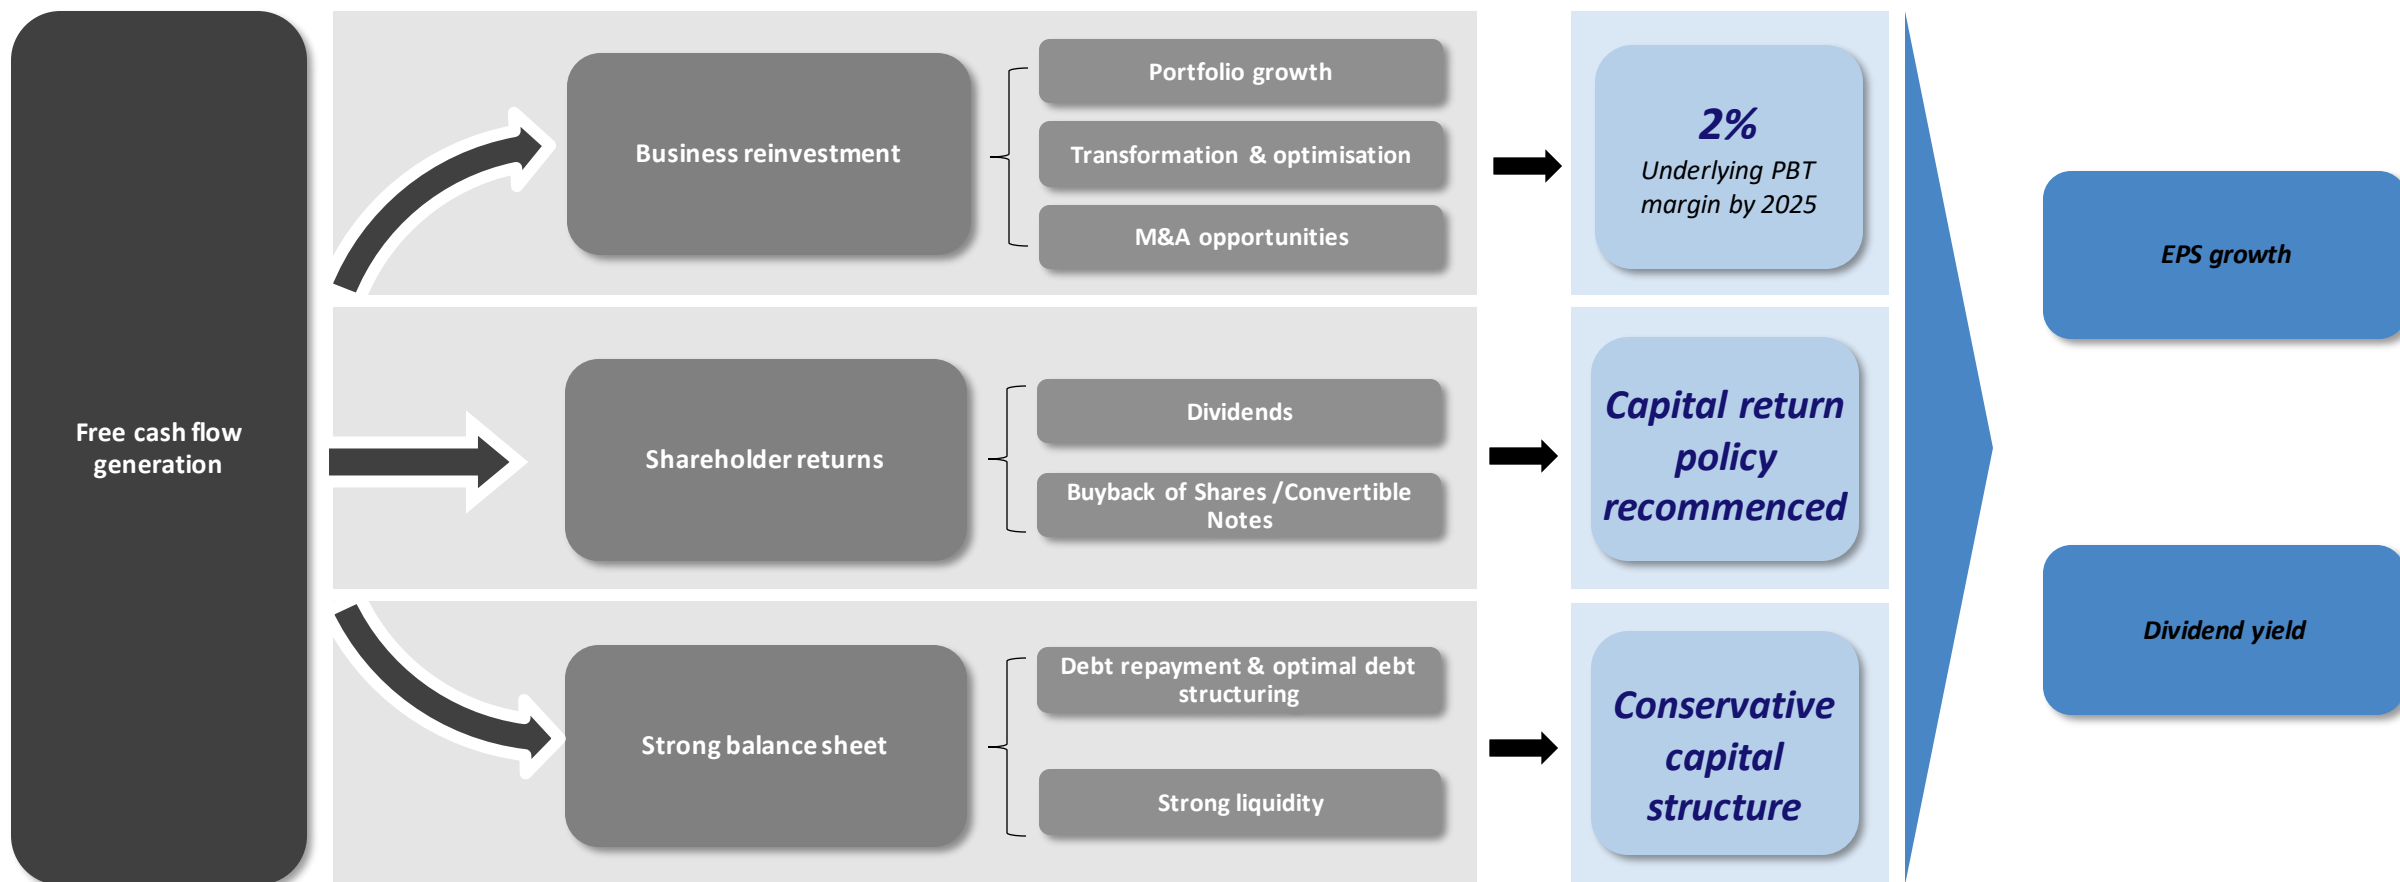 Free cash flow
generation
Business reinvestment
Portfolio growth
Transformation & optimisation
M&A opportunities
2%
Underlying PBT
margin by 2025
Shareholder returns
Dividends
Buyback of Shares /Convertible
Notes
Capital return
policy
recommenced
Strong balance sheet
Debt repayment & optimal debt
structuring
Strong liquidity
Conservative
capital
structure
EPS growth
Dividend yield